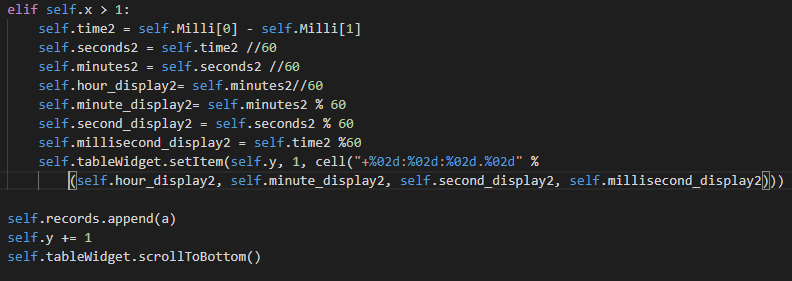 elif self.x > 1:
    self.time2 = self.Milli[0] - self.Milli[1]
    self.seconds2 = self.time2 //60
    self.minutes2 = self.seconds2 //60
    self.hour_display2= self.minutes2//60
    self.minute_display2= self.minutes2 % 60
    self.second_display2 = self.seconds2 % 60
    self.millisecond_display2 = self.time2 %60
    self.tableWidget.setItem(self.y, 1, cell("+%02d:%02d:%02d.%02d" %
        (self.hour_display2, self.minute_display2, self.second_display2, self.millisecond_display2)))
self.records.append(a)
self.y += 1
self.tableWidget.scrollToBottom()